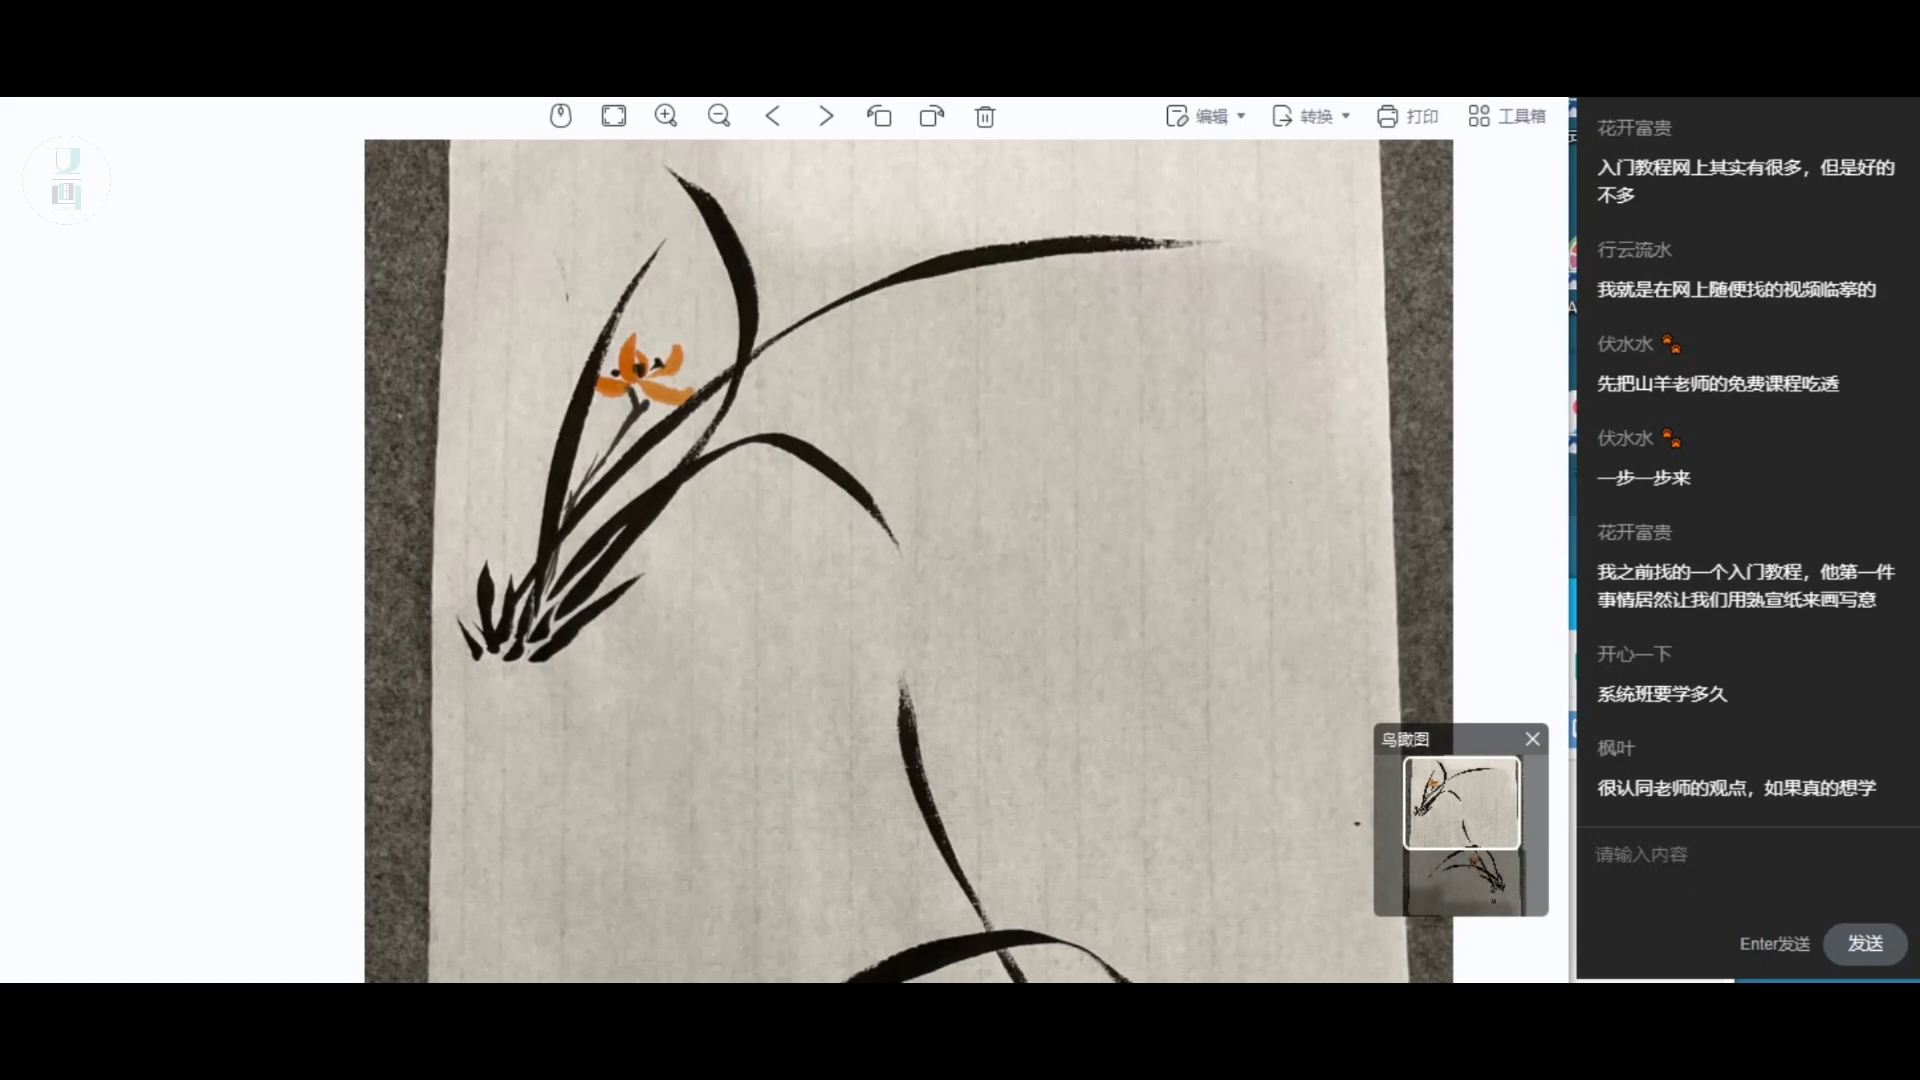 编辑
转换
打印
工具箱
花开富贵
入门教程网上其实有很多，但是好的
不多
行云流水
我就是在网上随便找的视频临摹的
伏水水
先把山羊老师的免费课程吃透
伏水水
一步一步来
花开富贵
我之前找的一个入门教程，他第一件
事情居然让我们用熟宣纸来画写意
开心一下
系统班要学多久
枫叶
很认同老师的观点，如果真的想学
鸟瞰图
请输入内容
Enter发送
发送